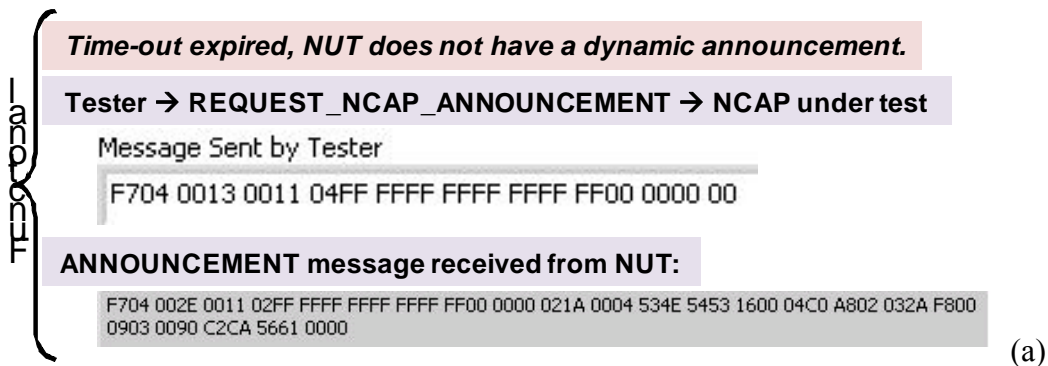 Functional
Time-out expired, NUT does not have a dynamic announcement.
Tester → REQUEST_NCAP_ANNOUNCEMENT → NCAP under test
Message Sent by Tester
F704 0013 0011 04FF FFFF FFFF FFFF FF00 0000 00
ANNOUNCEMENT message received from NUT:
F704 002E 0011 02FF FFFF FFFF FFFF FF00 0000 021A 0004 534E 5453 1600 04C0 A802 032A F800
0903 0090 C2CA 5661 0000
(a)